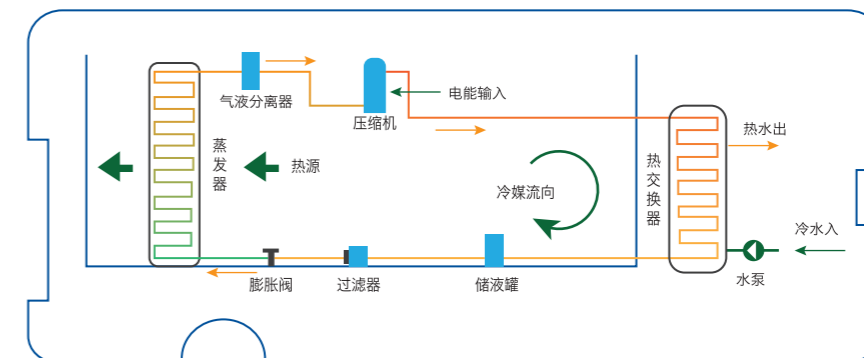 气液分离器
压缩机
电能输入
热水出
蒸发器
热源
冷媒流向
热交换器
冷水入
水泵
膨胀阀
过滤器
储液罐